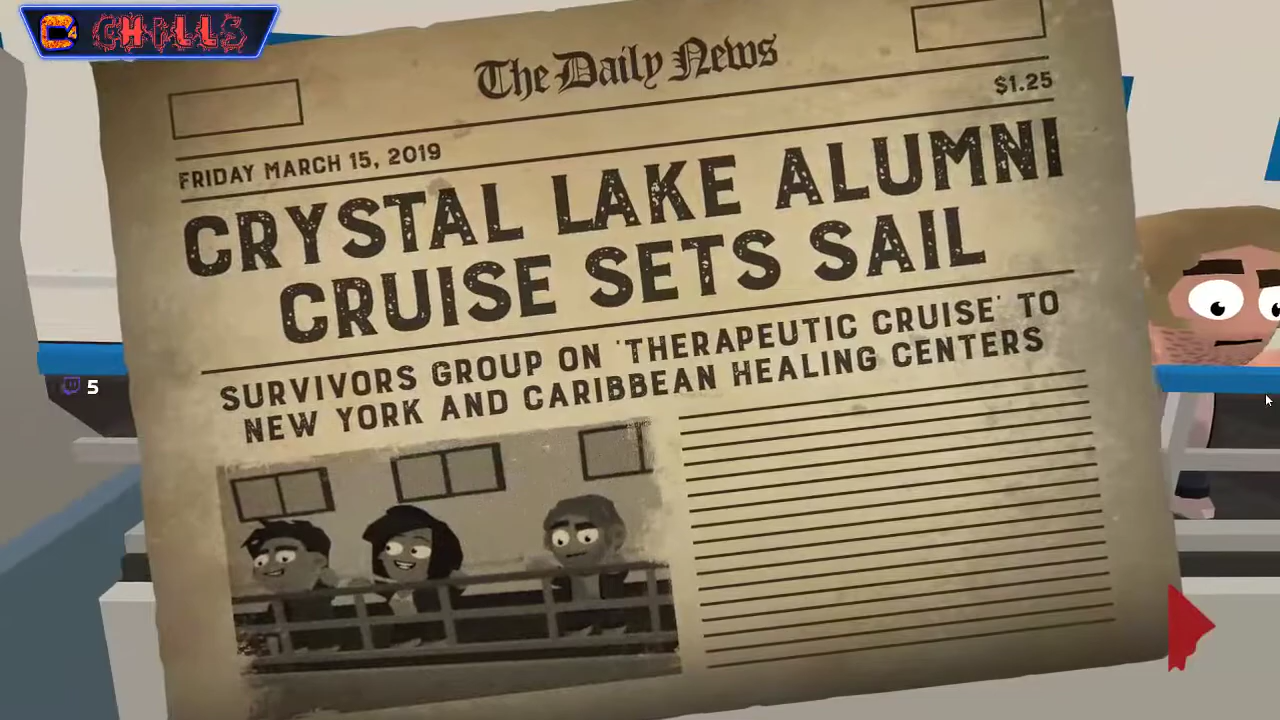 C4 CHILLS
The Daily News
$1.25
FRIDAY MARCH 15, 2019
CRYSTAL LAKE ALUMNI
CRUISE SETS SAIL
SURVIVORS GROUP ON 'THERAPEUTIC CRUISE' TO
NEW YORK AND CARIBBEAN HEALING CENTERS
5